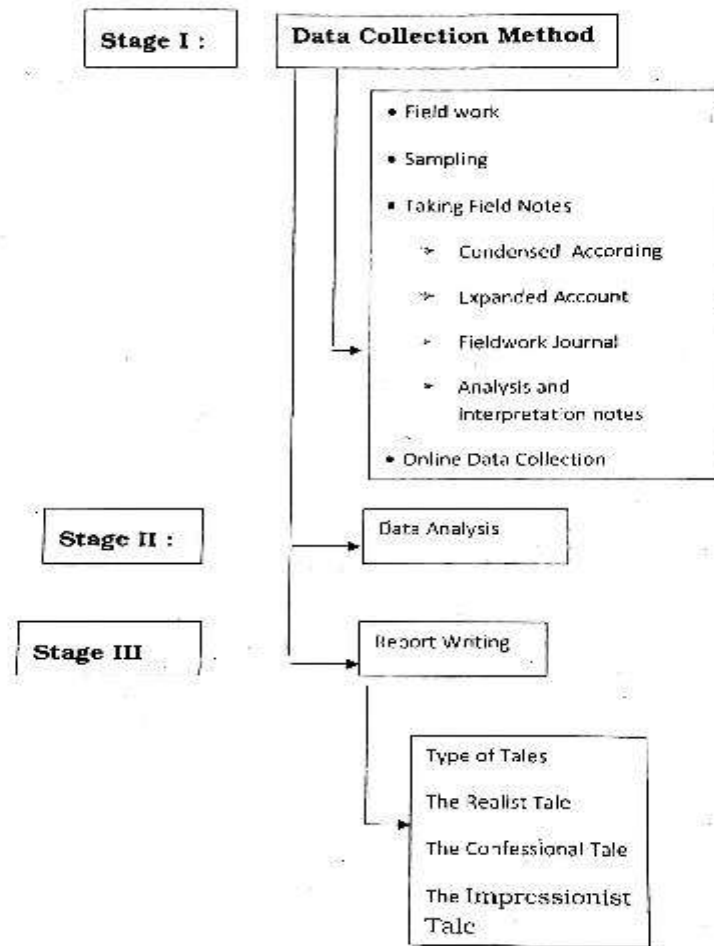 Stage I :
Data Collection Method
• Field work
• Sampling
• Taking Field Notes
➢ Condensed According
➢ Expanded Account
➢ Fieldwork Journal
➢ Analysis and
interpretation notes
• Online Data Collection
Stage II :
Data Analysis
Stage III
Report Writing
Type of Tales
The Realist Tale
The Confessional Tale
The Impressionist
Tale